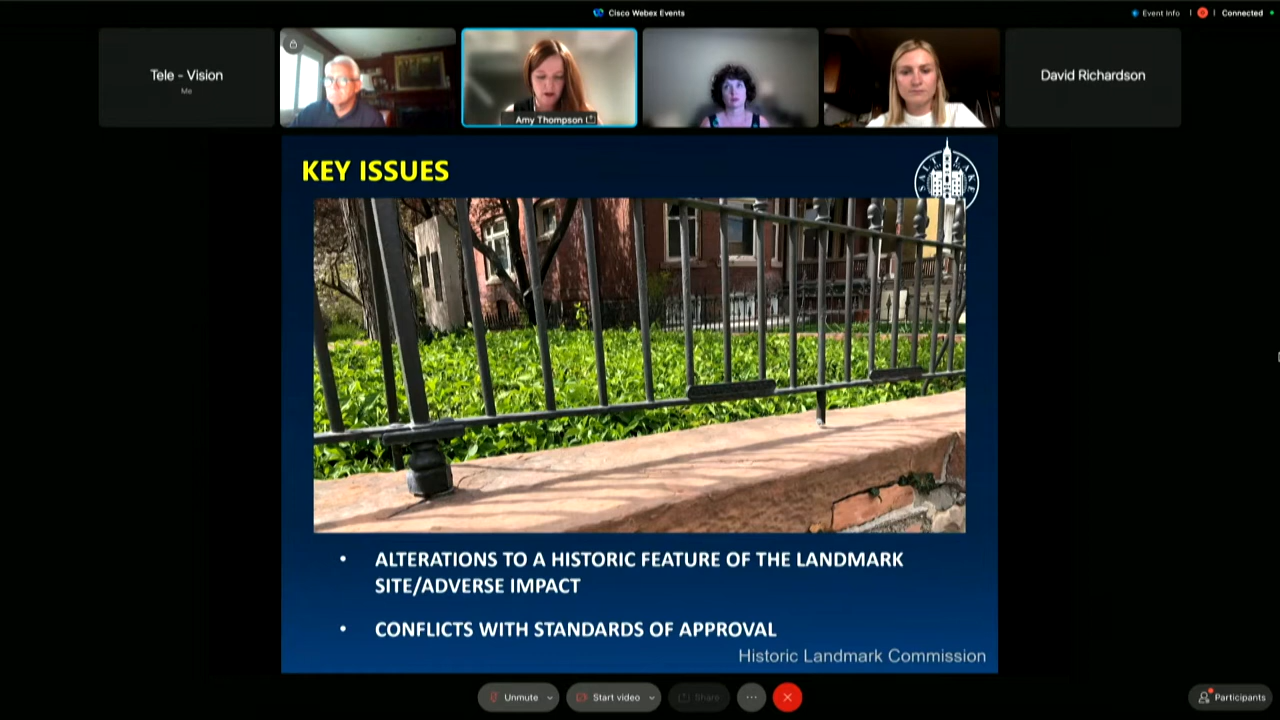 Cisco Webex Events
Event Info
Connected
Tele - Vision
Me
Amy Thompson
David Richardson
KEY ISSUES
SALT LAKE
• ALTERATIONS TO A HISTORIC FEATURE OF THE LANDMARK
SITE/ADVERSE IMPACT
• CONFLICTS WITH STANDARDS OF APPROVAL
Historic Landmark Commission
Unmute
Start video
Share
Participants